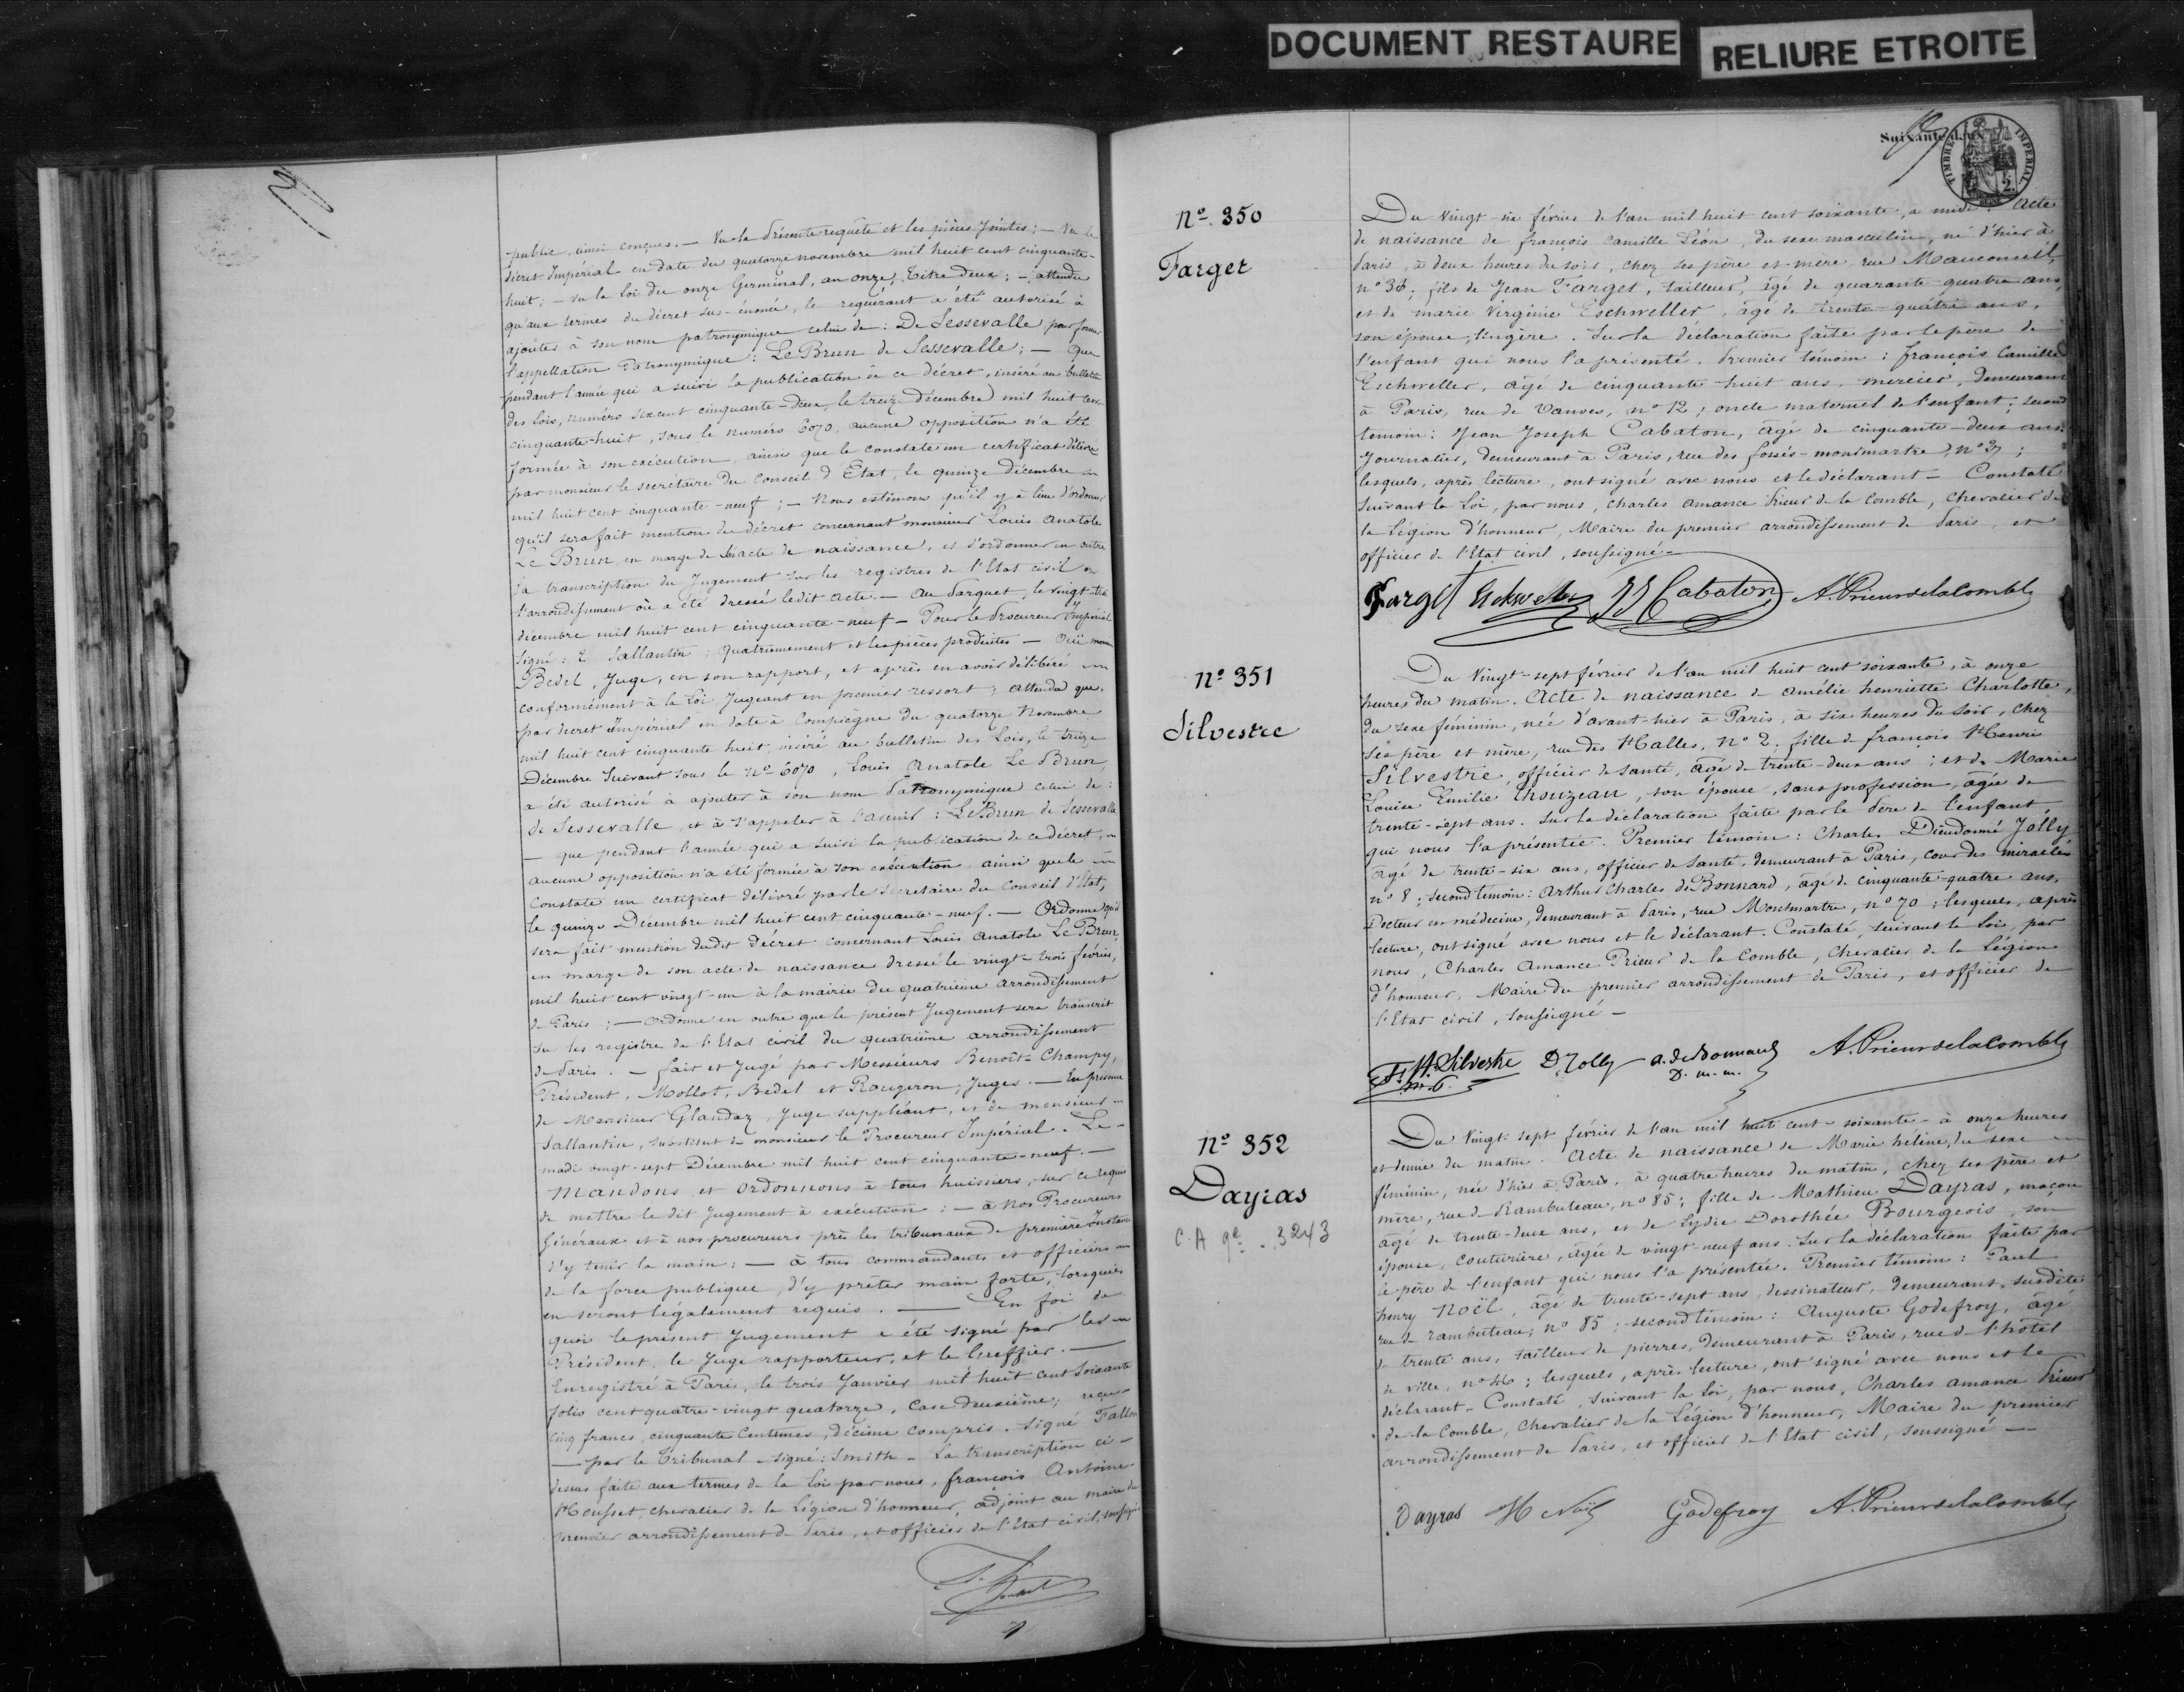 DOCUMENT RESTAURE
RELIURE ETROITE
public, ainsi conçues. — Vu la présente requête et les pièces jointes ; — Vu le
décret Impérial en date du quatorze novembre mil huit cent cinquante-
huit ; — Vu la Loi du onze Germinal, an onze, Titre deux ; — attendu
qu'aux termes du décret sus-énoncé, le requérant a été autorisé à
ajouter à son nom patronymique celui de : De Sessevalle pour former
l'appellation Patronymique : Le Brun de Sessevalle ; — Que
pendant l'année qui a suivi la publication de ce décret, inséré au bulletin
des Lois, numéro six cent cinquante-deux, le treize décembre mil huit cent
cinquante-huit, sous le numéro 6070, aucune opposition n'a été
formée à son exécution, ainsi que le constate un certificat délivré
par monsieur le secrétaire du Conseil d'Etat, le quinze décembre
mil huit cent cinquante-neuf ; — Nous estimons qu'il y a lieu d'ordonner
qu'il sera fait mention du décret concernant monsieur Louis Anatole
Le Brun, en marge de l'acte de naissance, et d'ordonner en outre
la transcription du Jugement sur les registres de l'Etat civil
l'arrondissement où a été dressé ledit acte. — Au Parquet, le vingt-trois
décembre mil huit cent cinquante-neuf — Pour le Procureur Impérial
signé : Sallantin ; quatrièmement et les pièces produites — Ouï
Bedel, Juge, en son rapport, et après en avoir délibéré
conformément à la Loi Jugeant en premier ressort ; attendu que
par décret Impérial en date à Compiègne du quatorze Novembre
mil huit cent cinquante huit, inséré au bulletin des Lois, le treize
Décembre suivant sous le N° 6070, Louis Anatole Le Brun,
a été autorisé à ajouter à son nom Patronymique celui de :
de Sessevalle, et à s'appeler à l'avenir : Le Brun de Sessevalle
— que pendant l'année qui a suivi la publication de ce décret,
aucune opposition n'a été formée à son exécution ainsi que le
constate un certificat délivré par le secrétaire du Conseil d'Etat,
le quinze Décembre mil huit cent cinquante-neuf. — Ordonne qu'il
sera fait mention dudit Décret concernant Louis Anatole Le Brun
en marge de son acte de naissance dressé le vingt-trois février,
mil huit cent vingt-un à la mairie du quatrième arrondissement
de Paris ; — ordonne en outre que le présent Jugement sera transcrit
sur les registres de l'Etat civil du quatrième arrondissement
de Paris. — fait et Jugé par Messieurs Benoît-Champy,
Président, Mollot, Bedel et Rougeron, Juges. — En présence
de Monsieur Glandaz, Juge suppléant, et de monsieur
Sallantin, substitut de monsieur le Procureur Impérial. Le
madi vingt-sept Décembre mil huit cent cinquante-neuf. —
Mandons et Ordonnons à tous huissiers, sur ce requis
de mettre le dit Jugement à exécution : — à Nos Procureurs
Généraux et à nos procureurs près les tribunaux de première Instance
d'y tenir la main ; — à tous commandants et officiers
de la force publique, d'y prêter main forte, lorsqu'ils
en seront légalement requis. — En foi de
quoi le présent Jugement a été signé par le
Président, le Juge rapporteur, et le Greffier. —
Enregistré à Paris, le trois Janvier mil huit cent soixante
folio cent quatre-vingt quatorze, Case deuxième, reçu
cinq francs, cinquante Centimes, décime compris. signé Fallon
— par le Tribunal — signé : Smith — La transcription ci-
dessus faite aux termes de la Loi par nous, françois Antoine
chevalier de la Légion d'honneur, adjoint au maire du
premier arrondissement de Paris, et officier de l'Etat civil, soussigné
Suivante
TIMBRE IMPERIAL
2
N° 350
Farget
Du vingt-six février de l'an mil huit cent soixante, a midi. Acte
de naissance de françois Camille Léon, du sexe masculin, né d'hier à
Paris, à deux heures du soir, chez ses père et mère, rue Mauconseil,
n° 36 ; fils de Jean Farget, tailleur, âgé de quarante-quatre ans,
et de marie Virginie Eschweller, âgé de trente-quatre ans,
son épouse, lingère. Sur la déclaration faite par le père de
l'enfant qui nous l'a présenté. Premier témoin : françois Camille
Eschweller, âgé de cinquante-huit ans, mercier, demeurant
à Paris, rue de Vanves, n° 12 ; oncle maternel de l'enfant ; second
témoin : Jean Joseph Cabaton, âgé de cinquante-deux ans,
Journalier, demeurant à Paris, rue des fossés-montmartre, n° 37 ;
lesquels, après lecture, ont signé avec nous et le déclarant — Constaté
suivant la Loi, par nous, charles amance Prieur de la Comble, Chevalier de
la Légion d'honneur, Maire du premier arrondissement de Paris, et
officier de l'Etat civil, soussigné —
Farget Eschweller JJ Cabaton A. Prieur de la Comble
N° 351
Silvestre
Du Vingt-sept février de l'an mil huit cent soixante, à onze
heures du matin. Acte de naissance de amélie henriette Charlotte,
du sexe féminin, née d'avant-hier à Paris, à six heures du soir, chez
ses père et mère, rue des Halles, N° 2, fille de françois Henri
Silvestre, officier de santé, âgé de trente-deux ans ; et de Marie
Louise Emilie Chouzeau, son épouse, sans profession, âgée de
trente-sept ans. Sur la déclaration faite par le Père de l'enfant,
qui nous l'a présentée. Premier témoin : Charles Dieudonné Jolly
âgé de trente-six ans, officier de santé, demeurant à Paris, cour des miracles
n° 8 ; second témoin : Arthur Charles de Bonnard, âgé de cinquante-quatre ans,
Docteur en médecine, demeurant à Paris, rue Montmartre, n° 70 ; lesquels, après
lecture, ont signé avec nous et le déclarant. Constaté, suivant la Loi, par
nous, Charles Amance Prieur de la Comble, Chevalier de la Légion
d'honneur, Maire du premier arrondissement de Paris, et officier de
l'Etat civil, soussigné —
F. H. Silvestre D. Jolly a. de Bonnard A. Prieur de la Comble
D. m. m.
N° 352
Dayras
C. A 9e. 3243
Du Vingt-sept février de l'an mil huit cent-soixante-à onze heures
et demie du matin. Acte de naissance de Marie hélène, du sexe
féminin, née d'hier à Paris, à quatre heures du matin, chez ses père et
mère, rue de Rambuteau, n° 85 ; fille de Mathieu Dayras, maçon
âgé de trente-deux ans, et de Lydie Dorothée Bourgeois, son
épouse, couturière, âgée de vingt-neuf ans. Sur la déclaration faite par
le père de l'enfant qui nous l'a présentée. Premier témoin : Paul
henry Noël, âgé de trente-sept ans, dessinateur, demeurant susdite
rue de rambuteau, n° 85 ; second témoin : Auguste Godefroy, âgé
de trente ans, tailleur de pierres, demeurant à Paris, rue de l'hôtel
de ville, n° 46 ; lesquels, après lecture, ont signé avec nous et le
déclarant — Constaté, suivant la Loi, par nous, Charles amance Prieur
de la Comble, Chevalier de la Légion d'honneur, Maire du premier
arrondissement de Paris, et officier de l'Etat civil, soussigné —
Dayras H Noël Godefroy A. Prieur de la Comble